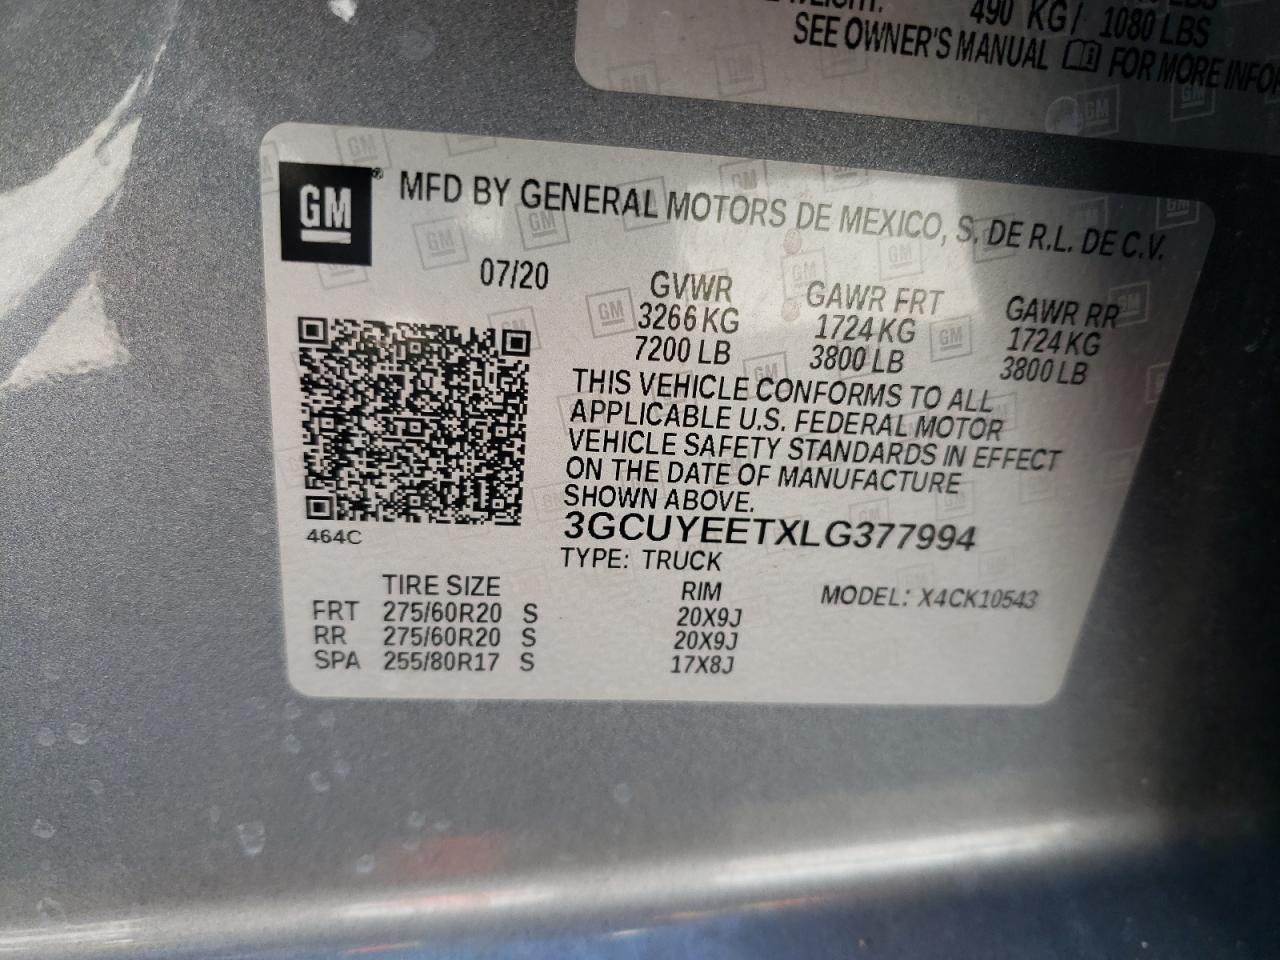 490 KG/ 1080 LBS
SEE OWNER'S MANUAL FOR MORE
GM® MFD BY GENERAL MOTORS DE MEXICO, S. DE R.L. DE C.V.
07/20 GVWR GAWR FRT GAWR RR
3266 KG 1724 KG 1724 KG
7200 LB 3800 LB 3800 LB
THIS VEHICLE CONFORMS TO ALL
APPLICABLE U.S. FEDERAL MOTOR
VEHICLE SAFETY STANDARDS IN EFFECT
ON THE DATE OF MANUFACTURE
SHOWN ABOVE.
3GCUYEETXLG377994
464C
TYPE: TRUCK
TIRE SIZE RIM MODEL: X4CK10543
FRT 275/60R20 S 20X9J
RR 275/60R20 S 20X9J
SPA 255/80R17 S 17X8J